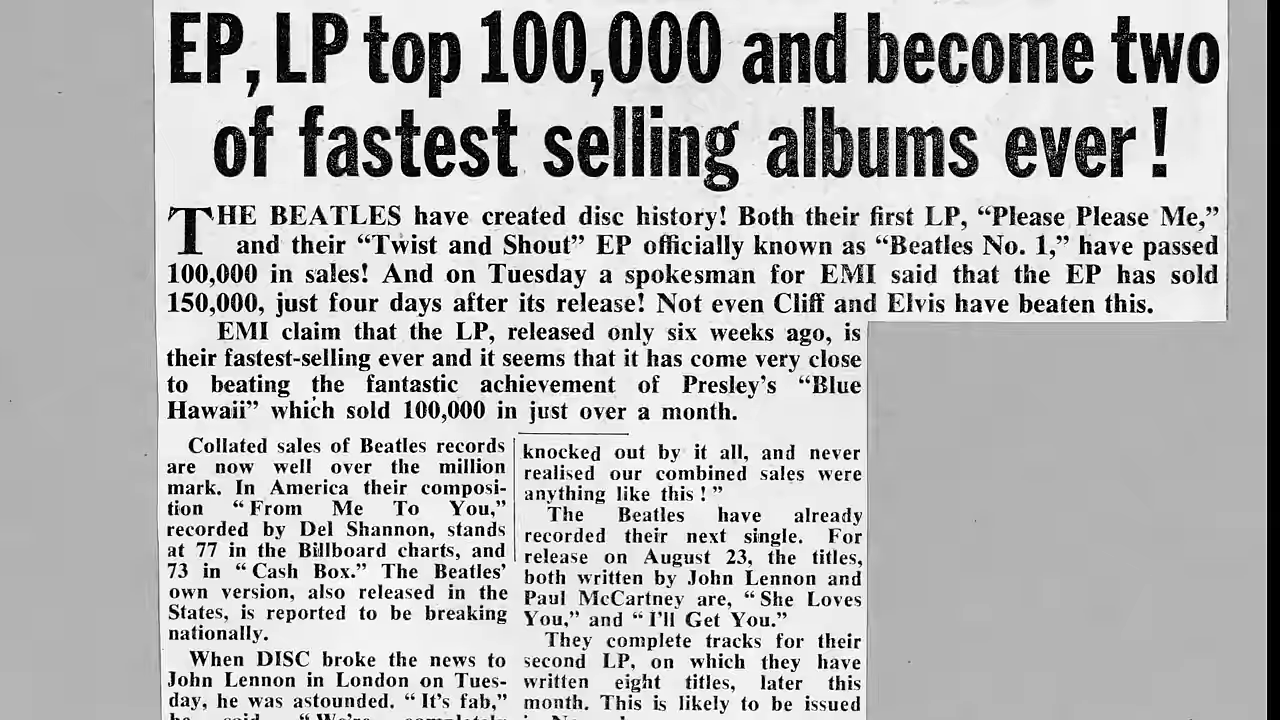 EP, LP top 100,000 and become two
of fastest selling albums ever!
THE BEATLES have created disc history! Both their first LP, “Please Please Me,”
and their “Twist and Shout” EP officially known as “Beatles No. 1,” have passed
100,000 in sales! And on Tuesday a spokesman for EMI said that the EP has sold
150,000, just four days after its release! Not even Cliff and Elvis have beaten this.
EMI claim that the LP, released only six weeks ago, is
their fastest-selling ever and it seems that it has come very close
to beating the fantastic achievement of Presley’s “Blue
Hawaii” which sold 100,000 in just over a month.
Collated sales of Beatles records
are now well over the million
mark. In America their composi-
tion “From Me To You,”
recorded by Del Shannon, stands
at 77 in the Billboard charts, and
73 in “Cash Box.” The Beatles’
own version, also released in the
States, is reported to be breaking
nationally.
When DISC broke the news to
John Lennon in London on Tues-
day, he was astounded. “It’s fab,”
he said. “We’re completely
knocked out by it all, and never
realised our combined sales were
anything like this!”
The Beatles have already
recorded their next single. For
release on August 23, the titles,
both written by John Lennon and
Paul McCartney are, “She Loves
You,” and “I’ll Get You.”
They complete tracks for their
second LP, on which they have
written eight titles, later this
month. This is likely to be issued